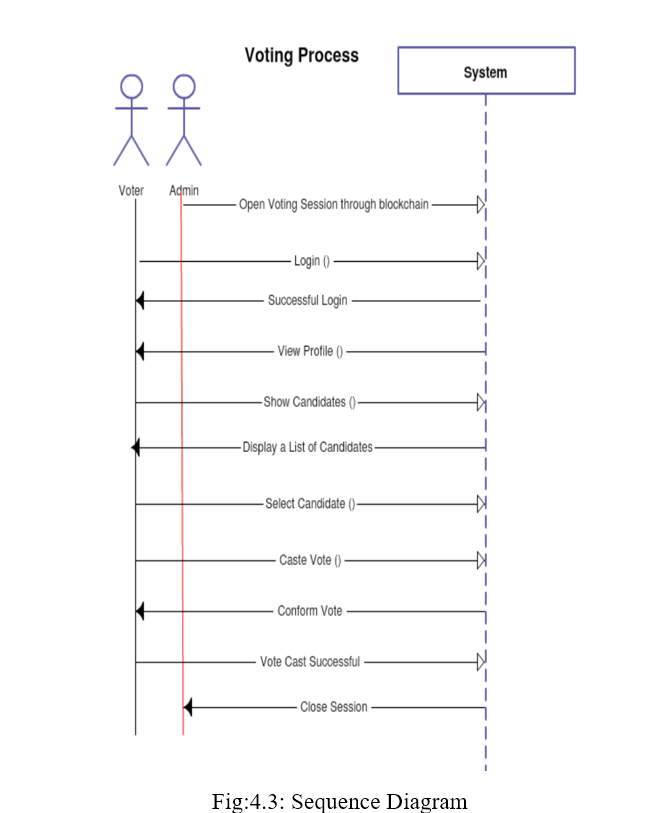 Voting Process
System
Voter
Admin
Open Voting Session through blockchain
Login ()
Successful Login
View Profile ()
Show Candidates ()
Display a List of Candidates
Select Candidate ()
Caste Vote ()
Conform Vote
Vote Cast Successful
Close Session
Fig:4.3: Sequence Diagram